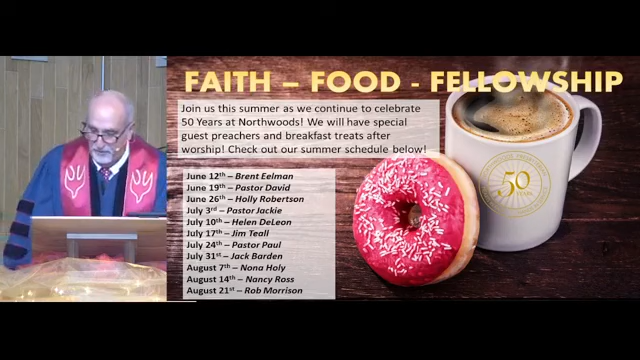 FAITH – FOOD - FELLOWSHIP
Join us this summer as we continue to celebrate
50 Years at Northwoods! We will have special
guest preachers and breakfast treats after
worship! Check out our summer schedule below!
June 12th – Brent Eelman
June 19th – Pastor David
June 26th – Holly Robertson
July 3rd – Pastor Jackie
July 10th – Helen DeLeon
July 17th – Jim Teall
July 24th – Pastor Paul
July 31st – Jack Barden
August 7th – Nona Holy
August 14th – Nancy Ross
August 21st – Rob Morrison
50
YEARS